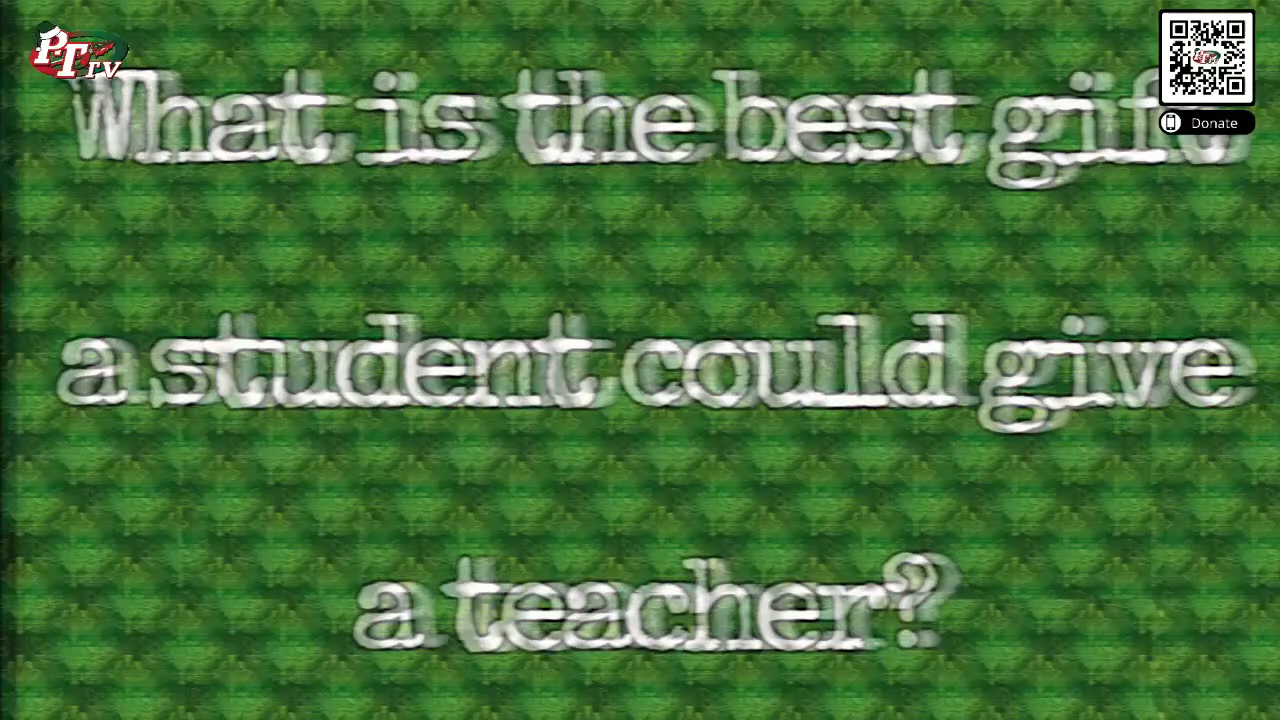 PTTV
Donate
What is the best gift
a student could give
a teacher?